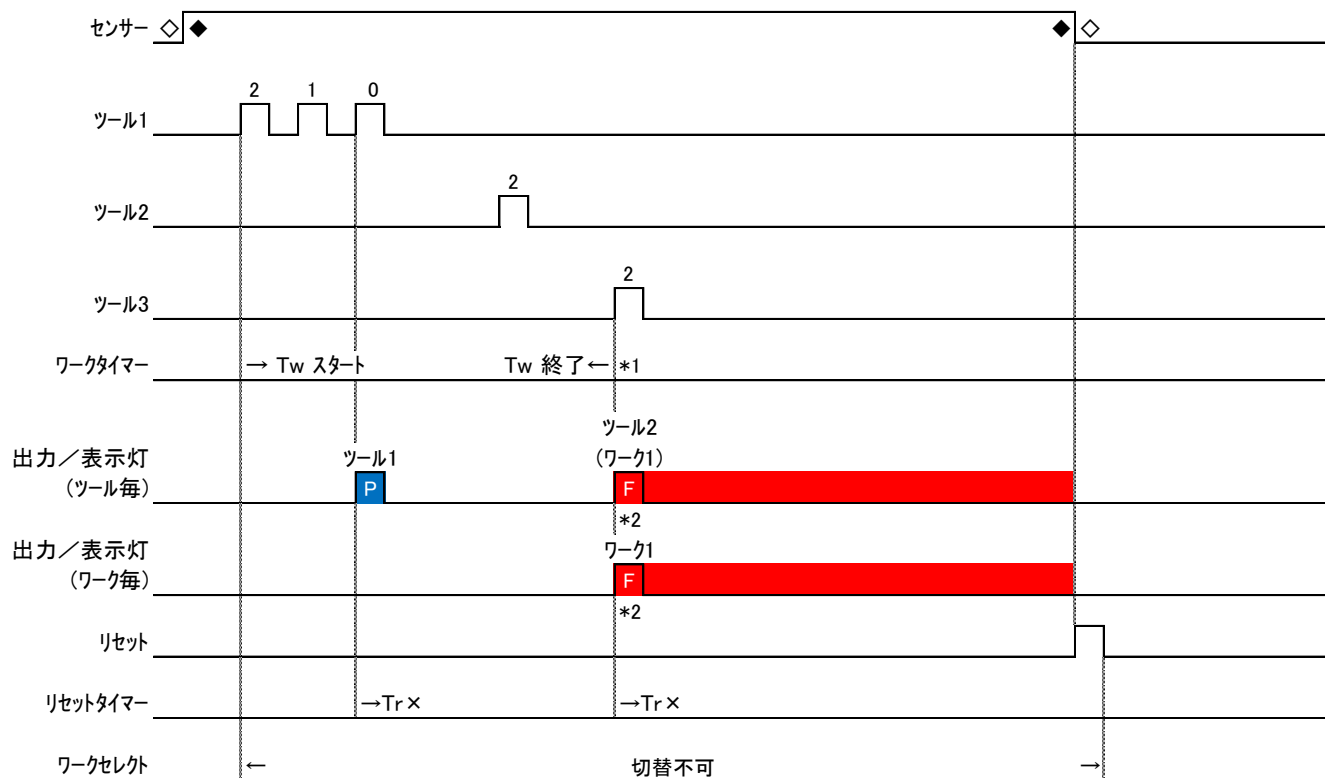 センサー ◇ ◆ ◆ ◇
2 1 0
ツール1
2
ツール2
2
ツール3
ワークタイマー → Tw スタート Tw 終了← *1
ツール2
出力／表示灯 ツール1 (ワーク1)
(ツール毎) P F
*2
出力／表示灯 ワーク1
(ワーク毎) F
*2
リセット
リセットタイマー →Tr× →Tr×
ワークセレクト ← 切替不可 →